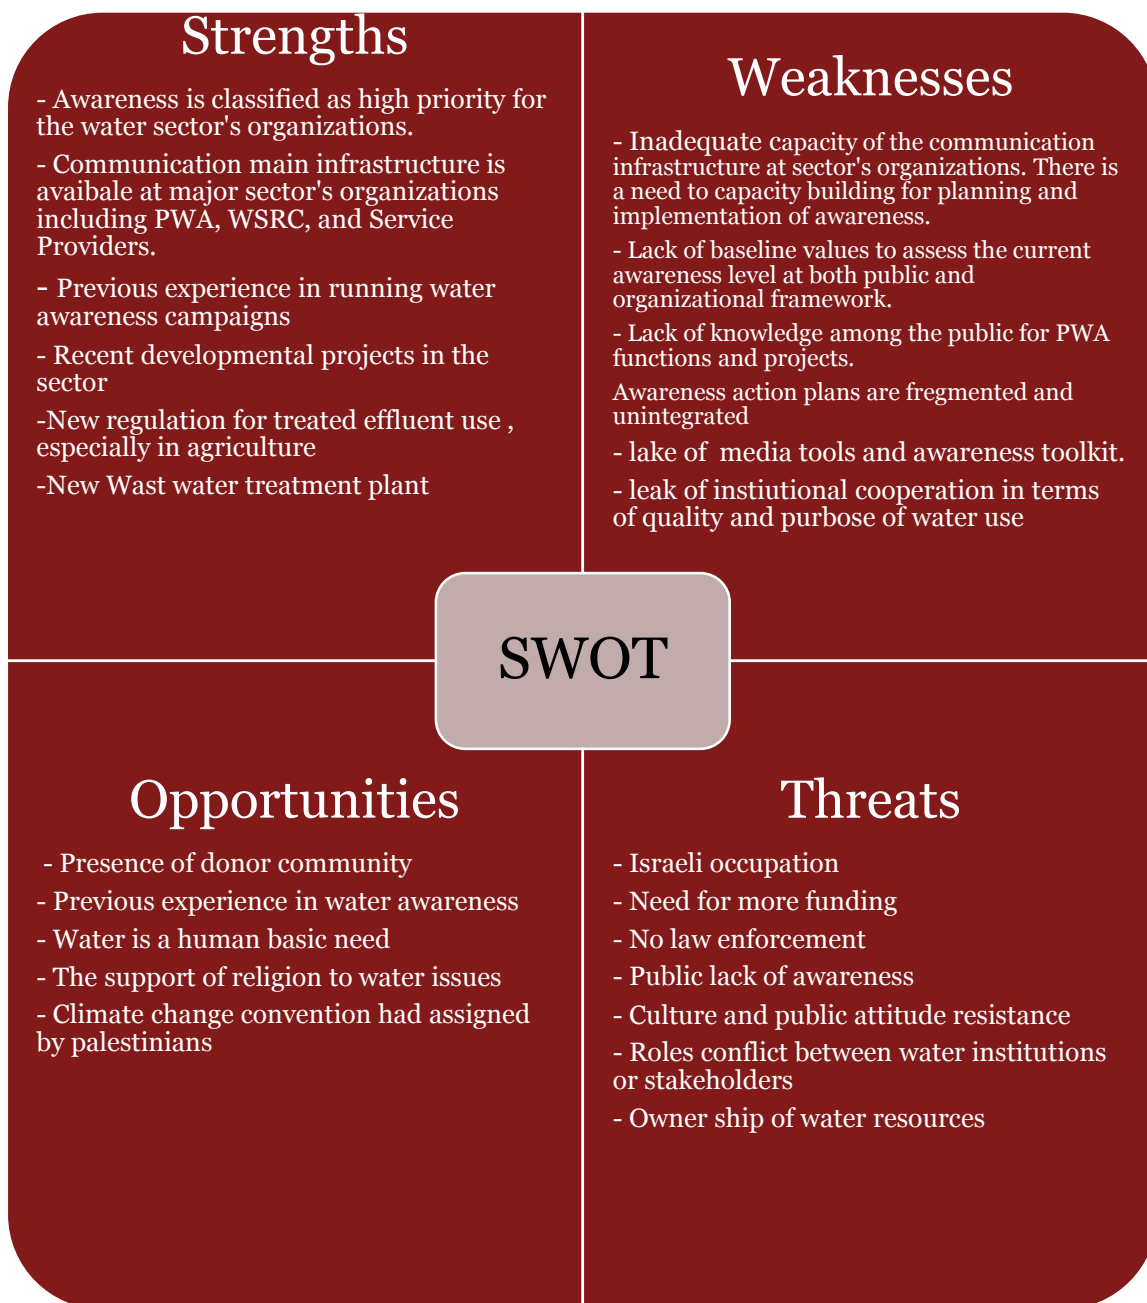 Strengths
- Awareness is classified as high priority for
the water sector's organizations.
- Communication main infrastructure is
avaibale at major sector's organizations
including PWA, WSRC, and Service
Providers.
- Previous experience in running water
awareness campaigns
- Recent developmental projects in the
sector
-New regulation for treated effluent use ,
especially in agriculture
-New Wast water treatment plant
Weaknesses
- Inadequate capacity of the communication
infrastructure at sector's organizations. There is
a need to capacity building for planning and
implementation of awareness.
- Lack of baseline values to assess the current
awareness level at both public and
organizational framework.
- Lack of knowledge among the public for PWA
functions and projects.
Awareness action plans are fregmented and
unintegrated
- lake of  media tools and awareness toolkit.
- leak of instiutional cooperation in terms
of quality and purbose of water use
SWOT
Opportunities
- Presence of donor community
- Previous experience in water awareness
- Water is a human basic need
- The support of religion to water issues
- Climate change convention had assigned
by palestinians
Threats
- Israeli occupation
- Need for more funding
- No law enforcement
- Public lack of awareness
- Culture and public attitude resistance
- Roles conflict between water institutions
or stakeholders
- Owner ship of water resources